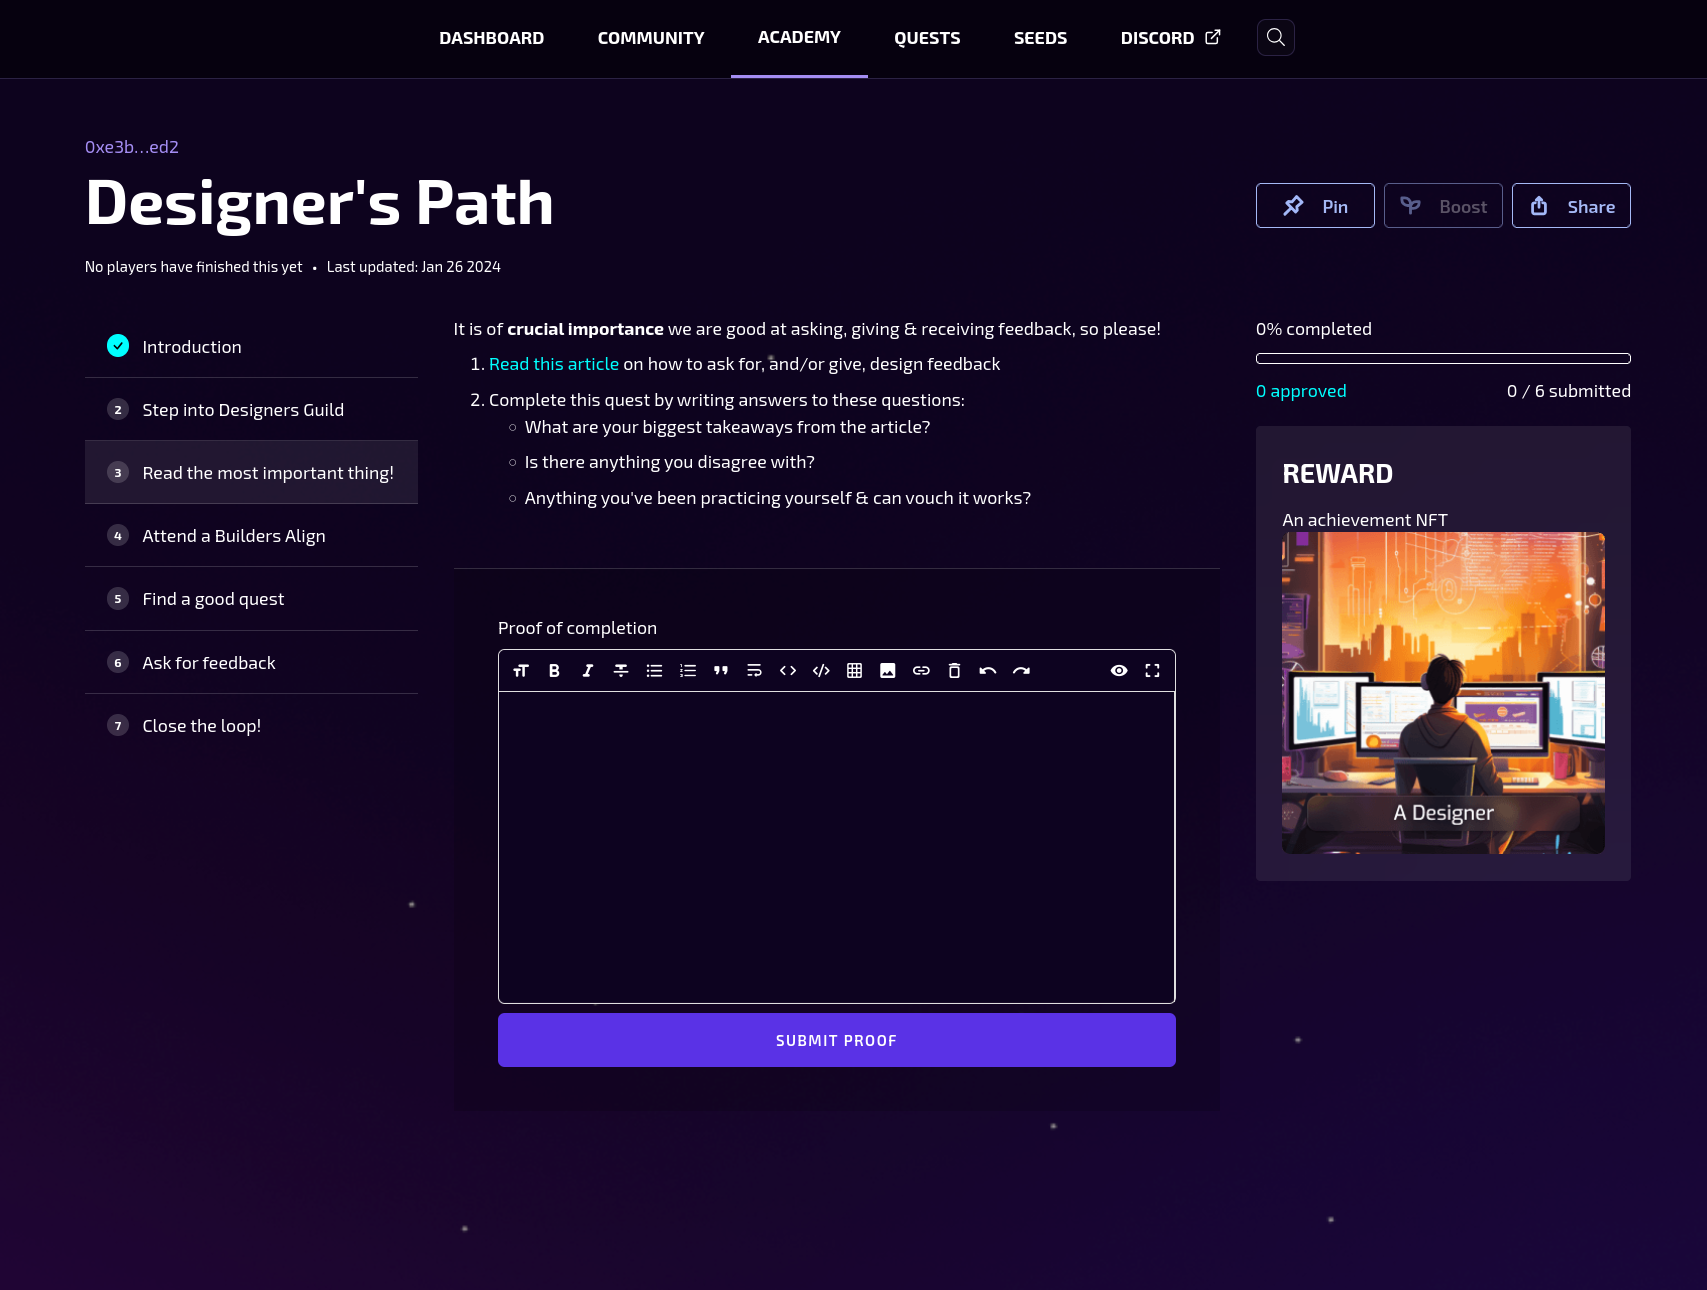 DASHBOARD COMMUNITY ACADEMY QUESTS SEEDS DISCORD
0xe3b...ed2
Designer's Path
Pin Boost Share
No players have finished this yet • Last updated: Jan 26 2024
Introduction
2 Step into Designers Guild
3 Read the most important thing!
4 Attend a Builders Align
5 Find a good quest
6 Ask for feedback
7 Close the loop!
It is of crucial importance we are good at asking, giving & receiving feedback, so please!
1. Read this article on how to ask for, and/or give, design feedback
2. Complete this quest by writing answers to these questions:
○ What are your biggest takeaways from the article?
○ Is there anything you disagree with?
○ Anything you've been practicing yourself & can vouch it works?
Proof of completion
SUBMIT PROOF
0% completed
0 approved 0 / 6 submitted
REWARD
An achievement NFT
A Designer